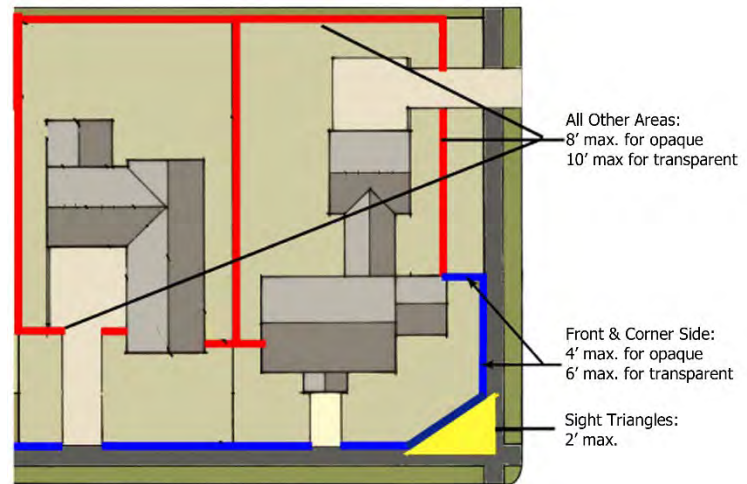 All Other Areas:
8' max. for opaque
10' max for transparent
Front & Corner Side:
4' max. for opaque
6' max. for transparent
Sight Triangles:
2' max.